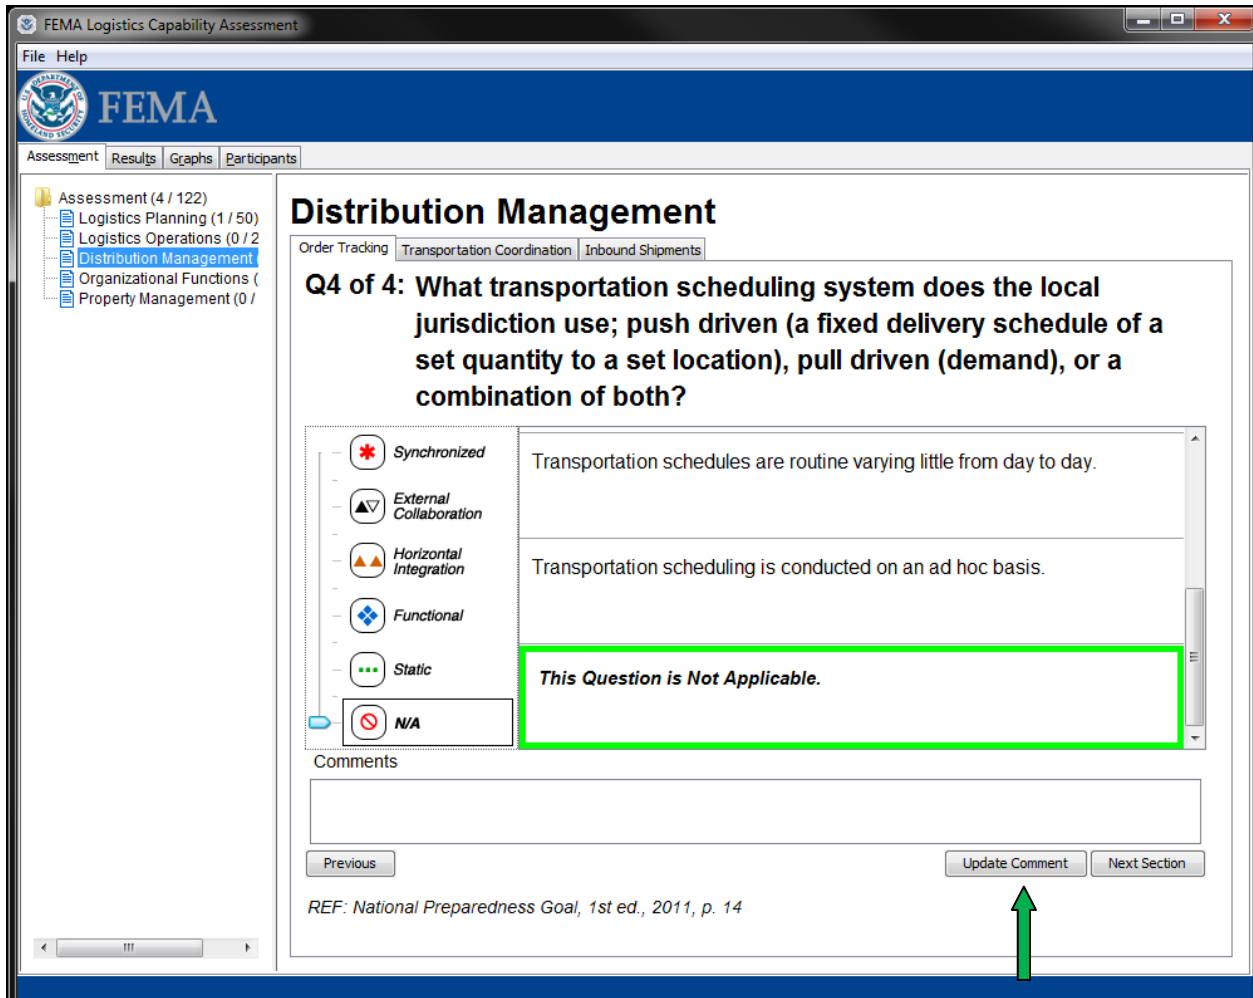 FEMA Logistics Capability Assessment
File Help
FEMA
Assessment Results Graphs Participants
Assessment (4 / 122)
Logistics Planning (1 / 50)
Logistics Operations (0 / 2
Distribution Management (
Organizational Functions (
Property Management (0 /
Distribution Management
Order Tracking Transportation Coordination Inbound Shipments
Q4 of 4: What transportation scheduling system does the local
jurisdiction use; push driven (a fixed delivery schedule of a
set quantity to a set location), pull driven (demand), or a
combination of both?
Synchronized
External
Collaboration
Horizontal
Integration
Functional
Static
N/A
Transportation schedules are routine varying little from day to day.
Transportation scheduling is conducted on an ad hoc basis.
This Question is Not Applicable.
Comments
Previous Update Comment Next Section
REF: National Preparedness Goal, 1st ed., 2011, p. 14